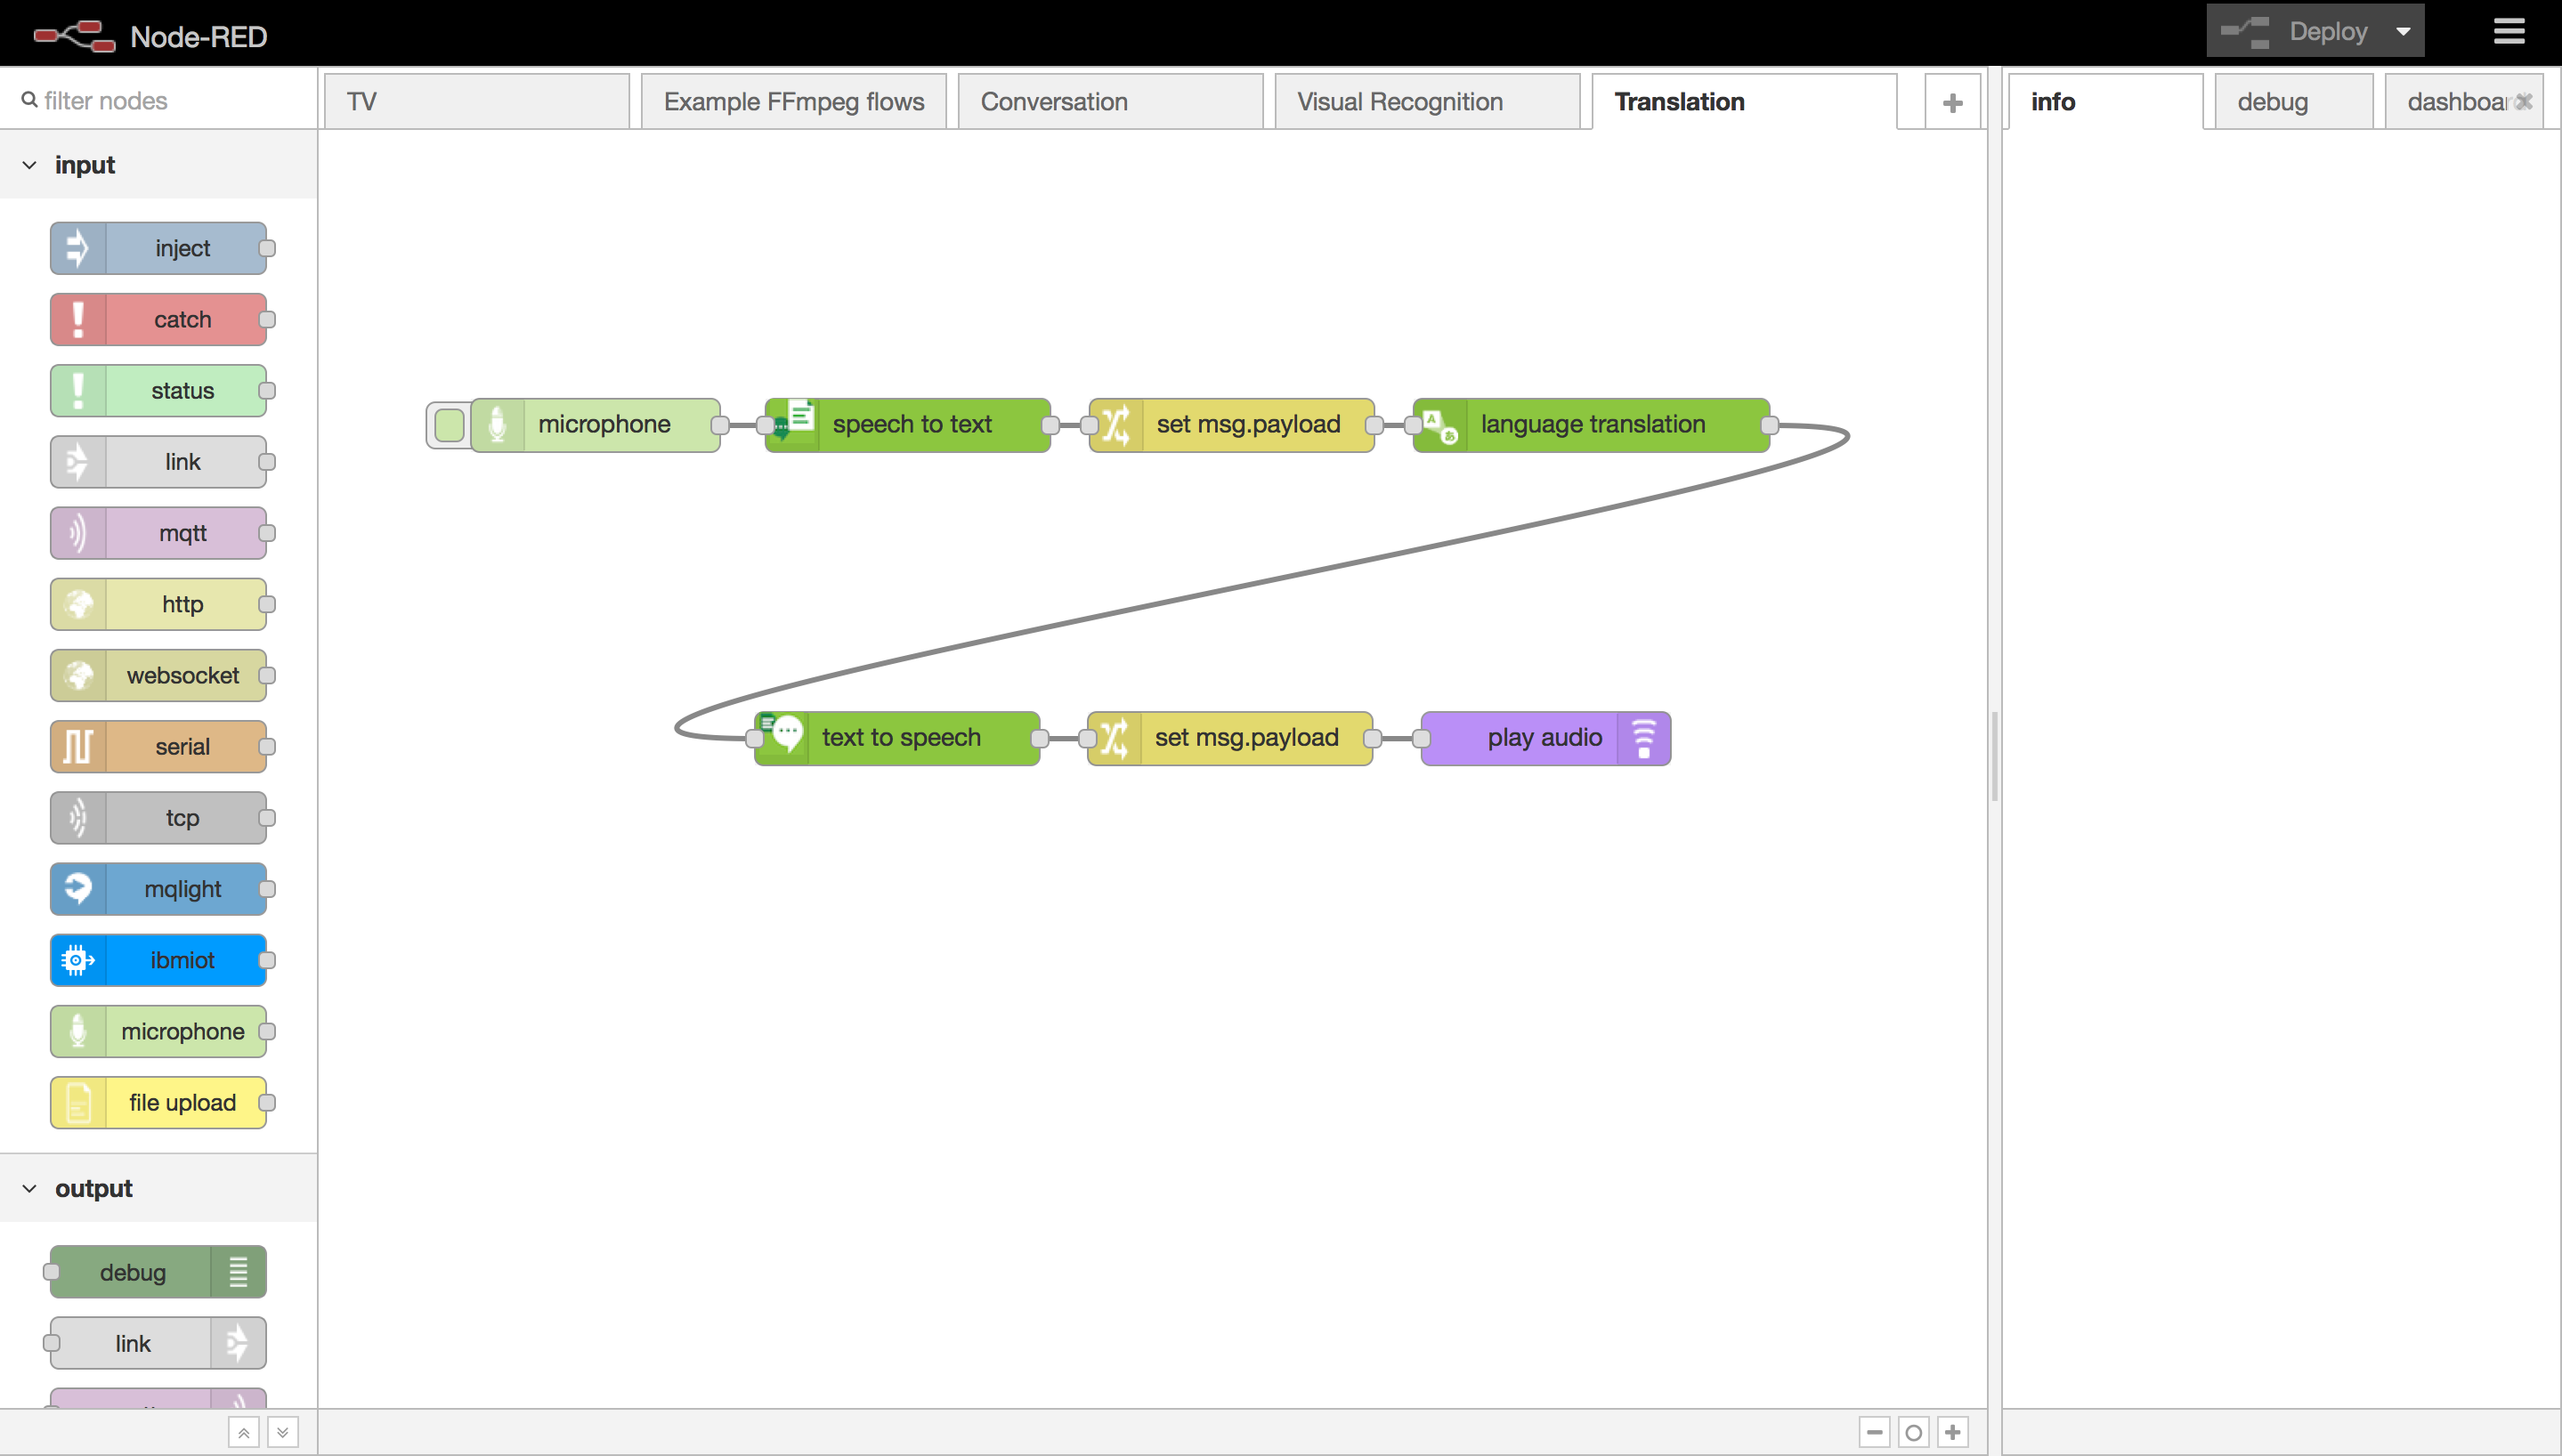 Node-RED
Deploy
filter nodes
TV
Example FFmpeg flows
Conversation
Visual Recognition
Translation
info
debug
input
inject
catch
status
link
mqtt
http
websocket
serial
tcp
mqlight
ibmiot
microphone
file upload
output
debug
link
microphone
speech to text
set msg.payload
language translation
text to speech
set msg.payload
play audio